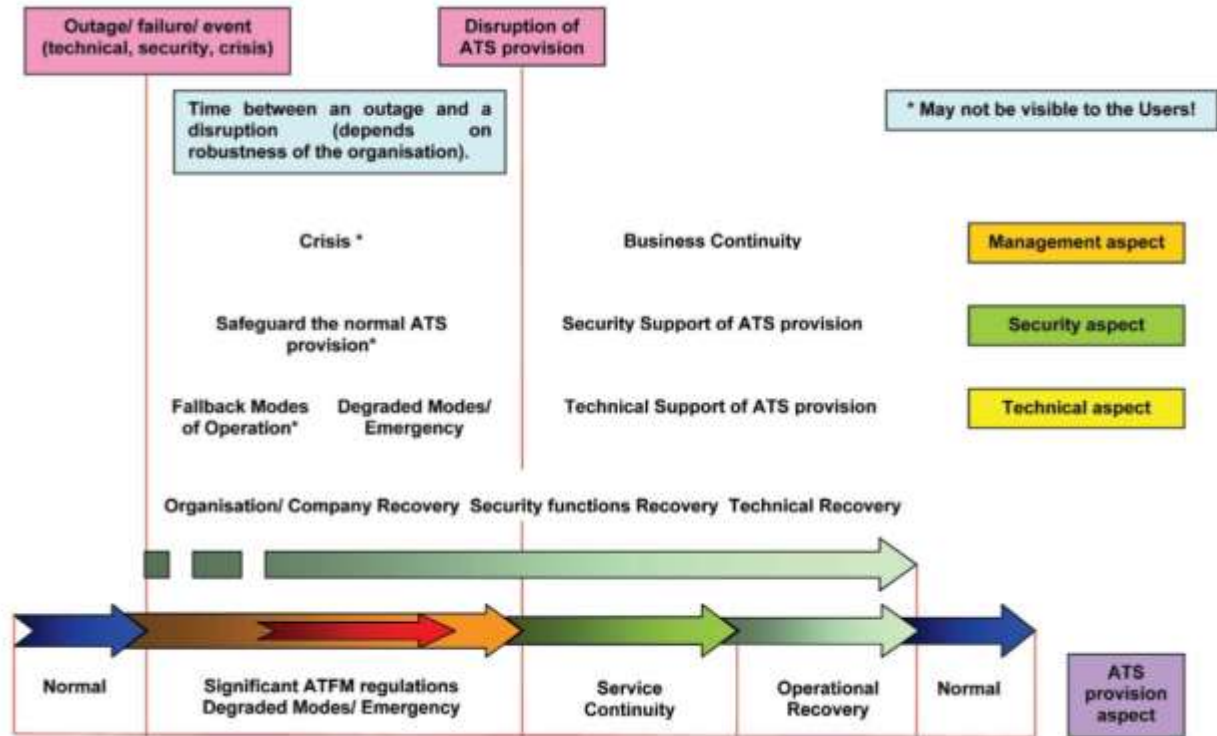 Outage/ failure/ event
(technical, security, crisis)
Disruption of
ATS provision
Time between an outage and a
disruption (depends on
robustness of the organisation).
* May not be visible to the Users!
Crisis *
Business Continuity
Management aspect
Safeguard the normal ATS
provision*
Security Support of ATS provision
Security aspect
Fallback Modes
of Operation*
Degraded Modes/
Emergency
Technical Support of ATS provision
Technical aspect
Organisation/ Company Recovery
Security functions Recovery
Technical Recovery
Normal
Significant ATFM regulations
Degraded Modes/ Emergency
Service
Continuity
Operational
Recovery
Normal
ATS
provision
aspect